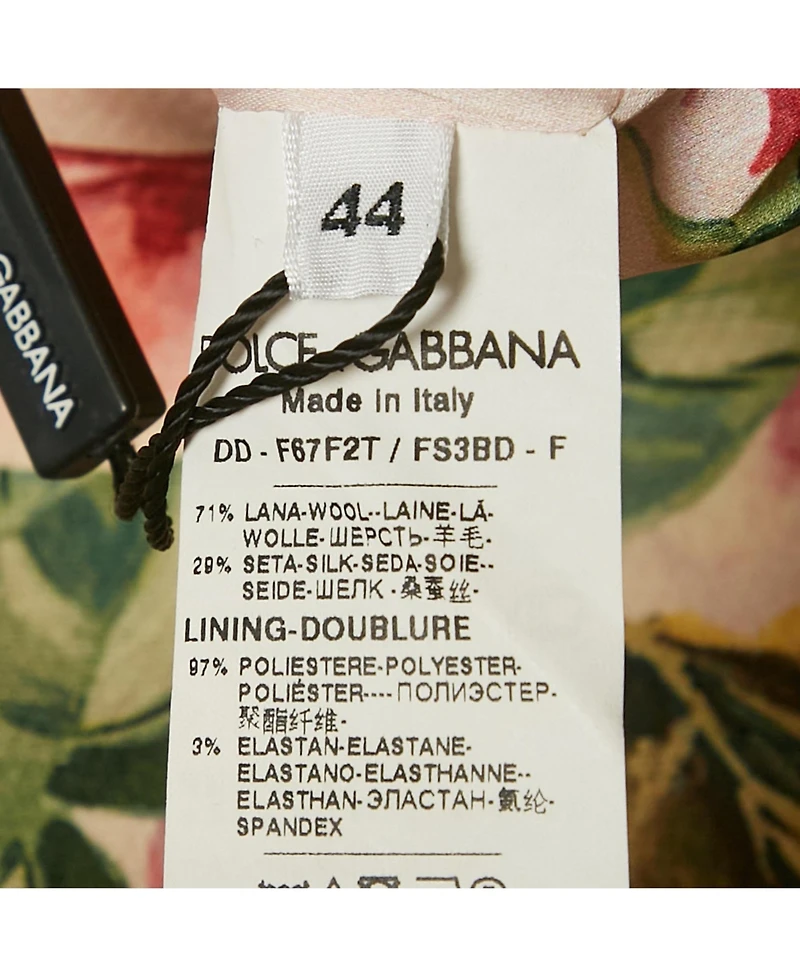 44
GABBANA
DOLCE & GABBANA
Made in Italy
DD - F67F2T / FS3BD - F
71% LANA-WOOL--LAINE-LÃ-
WOLLE-ШЕРСТЬ-羊毛-
29% SETA-SILK-SEDA-SOIE--
SEIDE-ШЕЛК -桑蚕丝-
LINING-DOUBLURE
97% POLIESTERE-POLYESTER-
POLIÉSTER----ПОЛИЭСТЕР-
聚酯纤维-
3% ELASTAN-ELASTANE-
ELASTANO-ELASTHANNE--
ELASTHAN-ЭЛАСТАН-氨纶-
SPANDEX